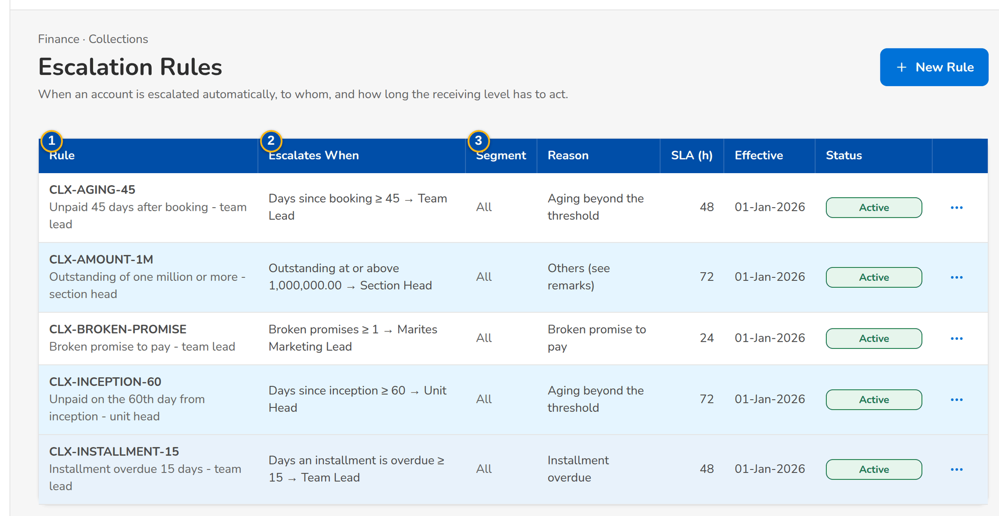 Finance · Collections
Escalation Rules
+ New Rule
When an account is escalated automatically, to whom, and how long the receiving level has to act.
1 2 3
Rule Escalates When Segment Reason SLA (h) Effective Status
CLX-AGING-45
Unpaid 45 days after booking - team
lead
Days since booking ≥ 45 → Team
Lead
All
Aging beyond the
threshold
48
01-Jan-2026
Active
...
CLX-AMOUNT-1M
Outstanding of one million or more -
section head
Outstanding at or above
1,000,000.00 → Section Head
All
Others (see
remarks)
72
01-Jan-2026
Active
...
CLX-BROKEN-PROMISE
Broken promise to pay - team lead
Broken promises ≥ 1 → Marites
Marketing Lead
All
Broken promise to
pay
24
01-Jan-2026
Active
...
CLX-INCEPTION-60
Unpaid on the 60th day from
inception - unit head
Days since inception ≥ 60 → Unit
Head
All
Aging beyond the
threshold
72
01-Jan-2026
Active
...
CLX-INSTALLMENT-15
Installment overdue 15 days - team
lead
Days an installment is overdue ≥
15 → Team Lead
All
Installment
overdue
48
01-Jan-2026
Active
...